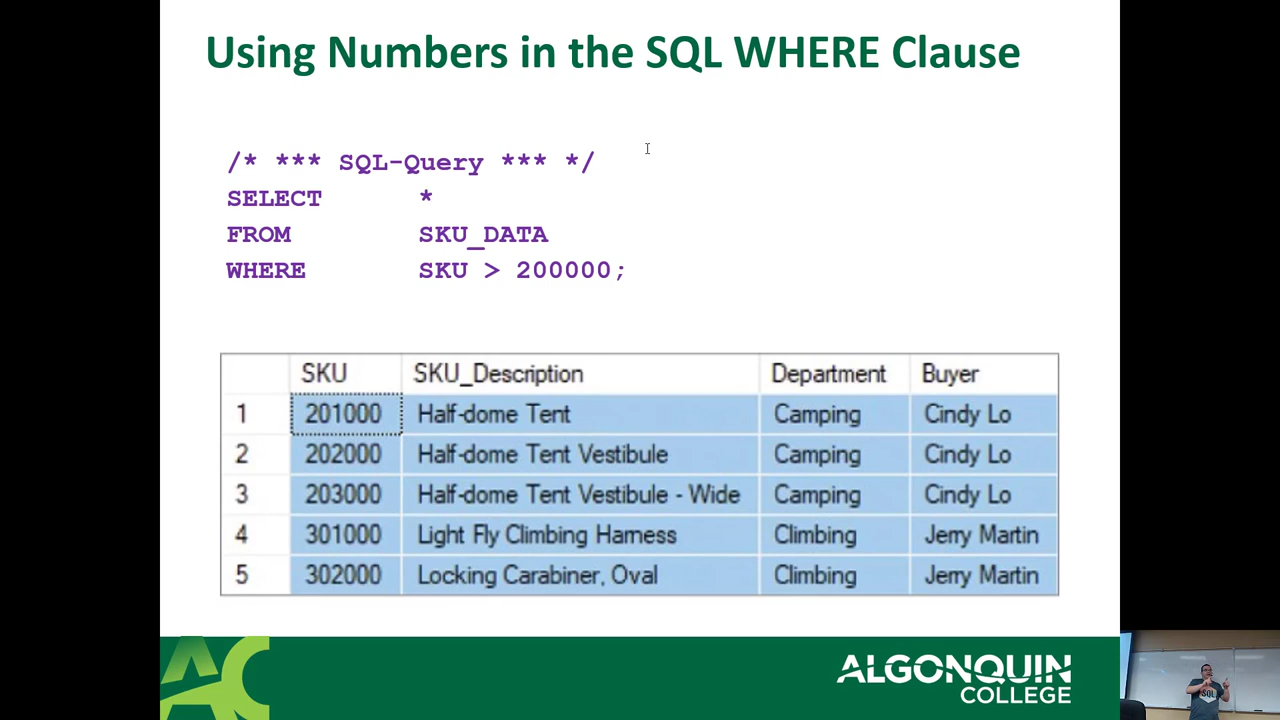 Using Numbers in the SQL WHERE Clause
/* *** SQL-Query *** */
SELECT *
FROM SKU_DATA
WHERE SKU > 200000;
SKU SKU_Description Department Buyer
1 201000 Half-dome Tent Camping Cindy Lo
2 202000 Half-dome Tent Vestibule Camping Cindy Lo
3 203000 Half-dome Tent Vestibule - Wide Camping Cindy Lo
4 301000 Light Fly Climbing Harness Climbing Jerry Martin
5 302000 Locking Carabiner, Oval Climbing Jerry Martin
AC
ALGONQUIN
COLLEGE
SQL